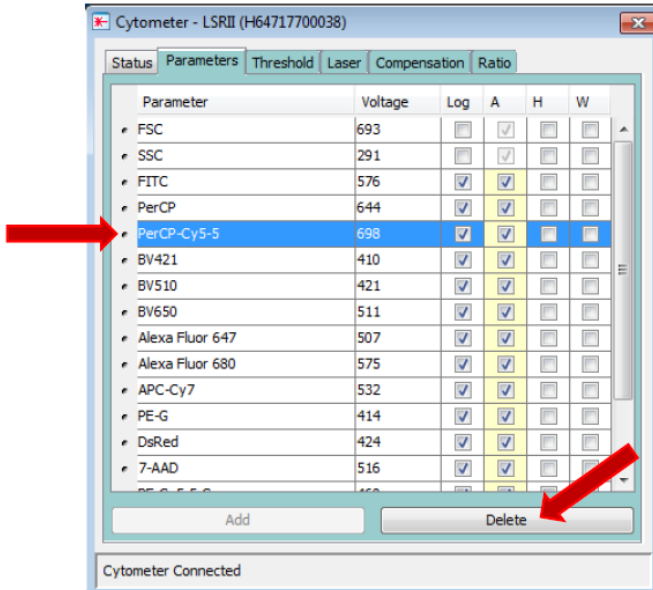 Cytometer - LSRII (H64717700038)
Status Parameters Threshold Laser Compensation Ratio
Parameter Voltage Log A H W
FSC 693
SSC 291
FITC 576
PerCP 644
PerCP-Cy5-5 698
BV421 410
BV510 421
BV650 511
Alexa Fluor 647 507
Alexa Fluor 680 575
APC-Cy7 532
PE-G 414
DsRed 424
7-AAD 516
Add Delete
Cytometer Connected